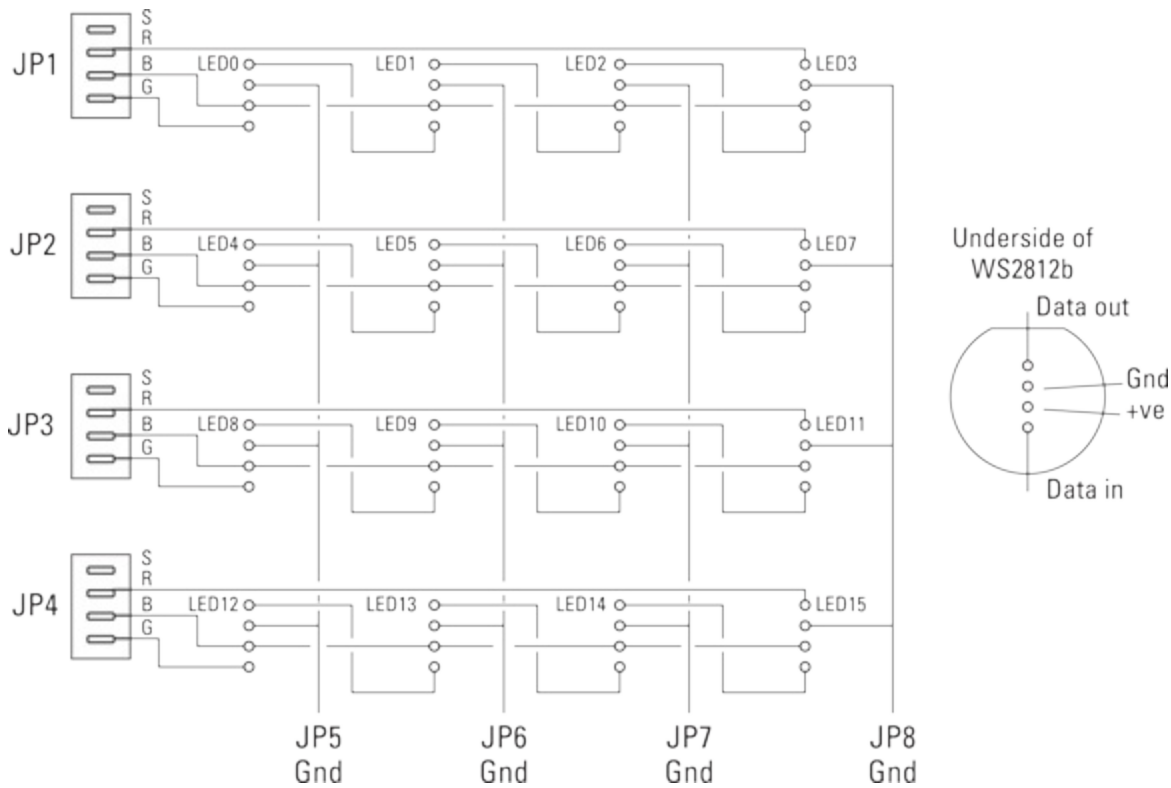 S
R
JP1
B
G
LED0
LED1
LED2
LED3
S
R
JP2
B
G
LED4
LED5
LED6
LED7
S
R
JP3
B
G
LED8
LED9
LED10
LED11
S
R
JP4
B
G
LED12
LED13
LED14
LED15
JP5
Gnd
JP6
Gnd
JP7
Gnd
JP8
Gnd
Underside of
WS2812b
Data out
Gnd
+ve
Data in